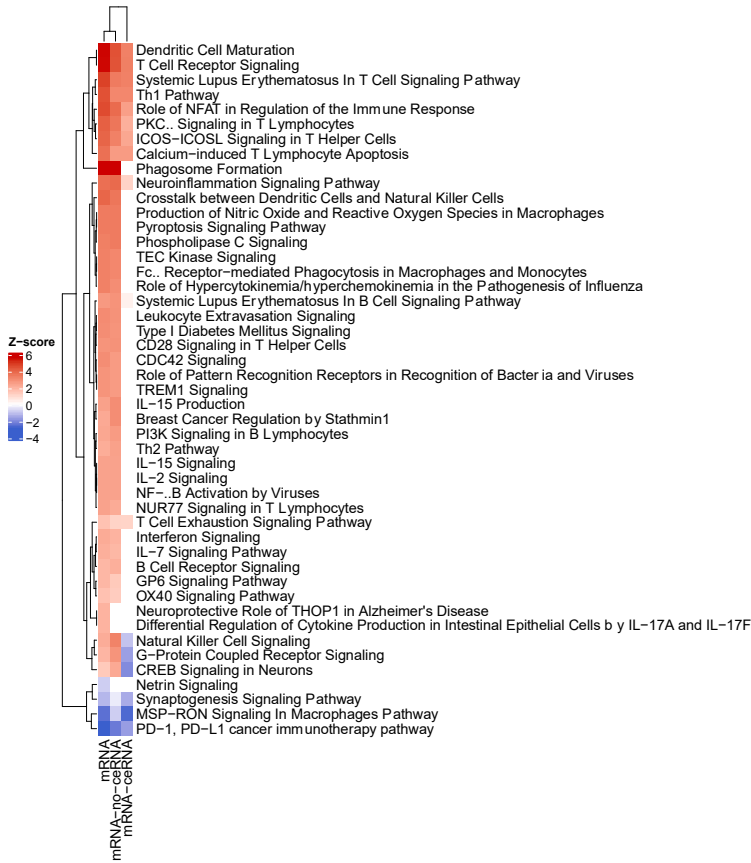 Dendritic Cell Maturation
T Cell Receptor Signaling
Systemic Lupus Erythematosus In T Cell Signaling Pathway
Th1 Pathway
Role of NFAT in Regulation of the Immune Response
PKC.. Signaling in T Lymphocytes
ICOS−ICOSL Signaling in T Helper Cells
Calcium−induced T Lymphocyte Apoptosis
Phagosome Formation
Neuroinflammation Signaling Pathway
Crosstalk between Dendritic Cells and Natural Killer Cells
Production of Nitric Oxide and Reactive Oxygen Species in Macrophages
Pyroptosis Signaling Pathway
Phospholipase C Signaling
TEC Kinase Signaling
Fc.. Receptor−mediated Phagocytosis in Macrophages and Monocytes
Role of Hypercytokinemia/hyperchemokinemia in the Pathogenesis of Influenza
Systemic Lupus Erythematosus In B Cell Signaling Pathway
Leukocyte Extravasation Signaling
Type I Diabetes Mellitus Signaling
CD28 Signaling in T Helper Cells
CDC42 Signaling
Role of Pattern Recognition Receptors in Recognition of Bacter ia and Viruses
TREM1 Signaling
IL−15 Production
Breast Cancer Regulation by Stathmin1
PI3K Signaling in B Lymphocytes
Th2 Pathway
IL−15 Signaling
IL−2 Signaling
NF−..B Activation by Viruses
NUR77 Signaling in T Lymphocytes
T Cell Exhaustion Signaling Pathway
Interferon Signaling
IL−7 Signaling Pathway
B Cell Receptor Signaling
GP6 Signaling Pathway
OX40 Signaling Pathway
Neuroprotective Role of THOP1 in Alzheimer's Disease
Differential Regulation of Cytokine Production in Intestinal Epithelial Cells b y IL−17A and IL−17F
Natural Killer Cell Signaling
G−Protein Coupled Receptor Signaling
CREB Signaling in Neurons
Netrin Signaling
Synaptogenesis Signaling Pathway
MSP−RON Signaling In Macrophages Pathway
PD−1, PD−L1 cancer immunotherapy pathway
Z−score
6
4
2
0
−2
−4
mRNA
mRNA−no−ceRNA
mRNA−ceRNA